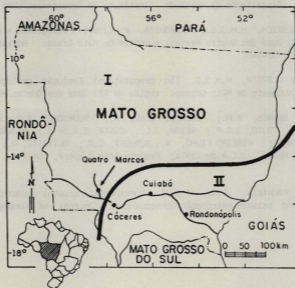 60° 56° 52°
AMAZONAS
PARÁ
-10°
I
MATO GROSSO
RONDÔ-
NIA
-14°
Quatro Marcos
II
Cuiabá
N
Cáceres
Rondonópolis
GOIÁS
-18°
MATO GROSSO
DO SUL
0 50 100km